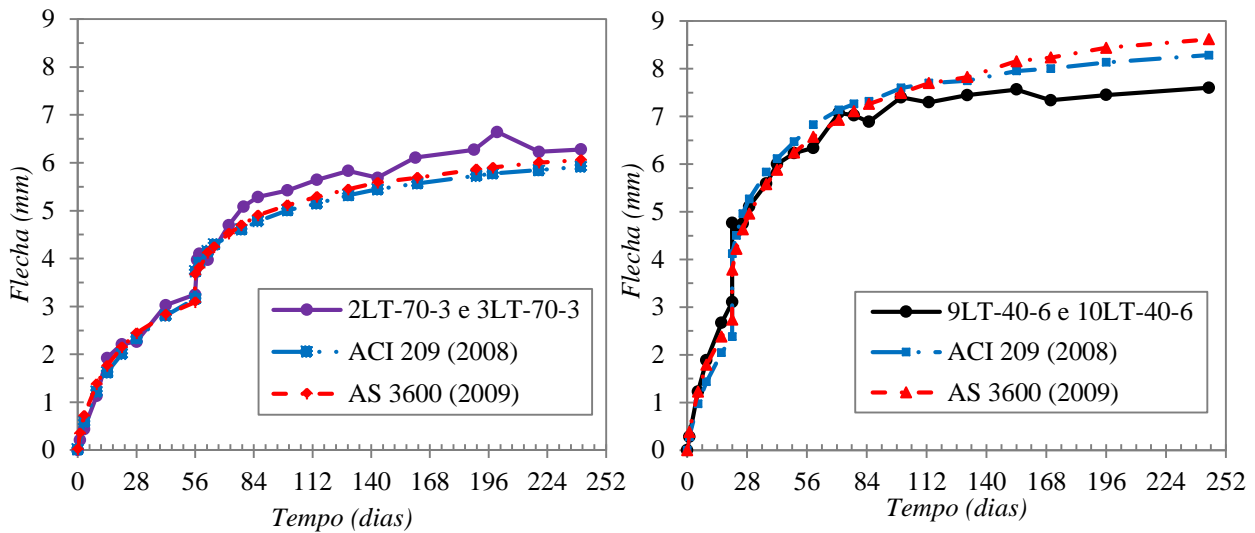 9
8
7
6
5
4
3
2
1
0
Flecha (mm)
2LT-70-3 e 3LT-70-3
ACI 209 (2008)
AS 3600 (2009)
0 28 56 84 112 140 168 196 224 252
Tempo (dias)
9
8
7
6
5
4
3
2
1
0
Flecha (mm)
9LT-40-6 e 10LT-40-6
ACI 209 (2008)
AS 3600 (2009)
0 28 56 84 112 140 168 196 224 252
Tempo (dias)